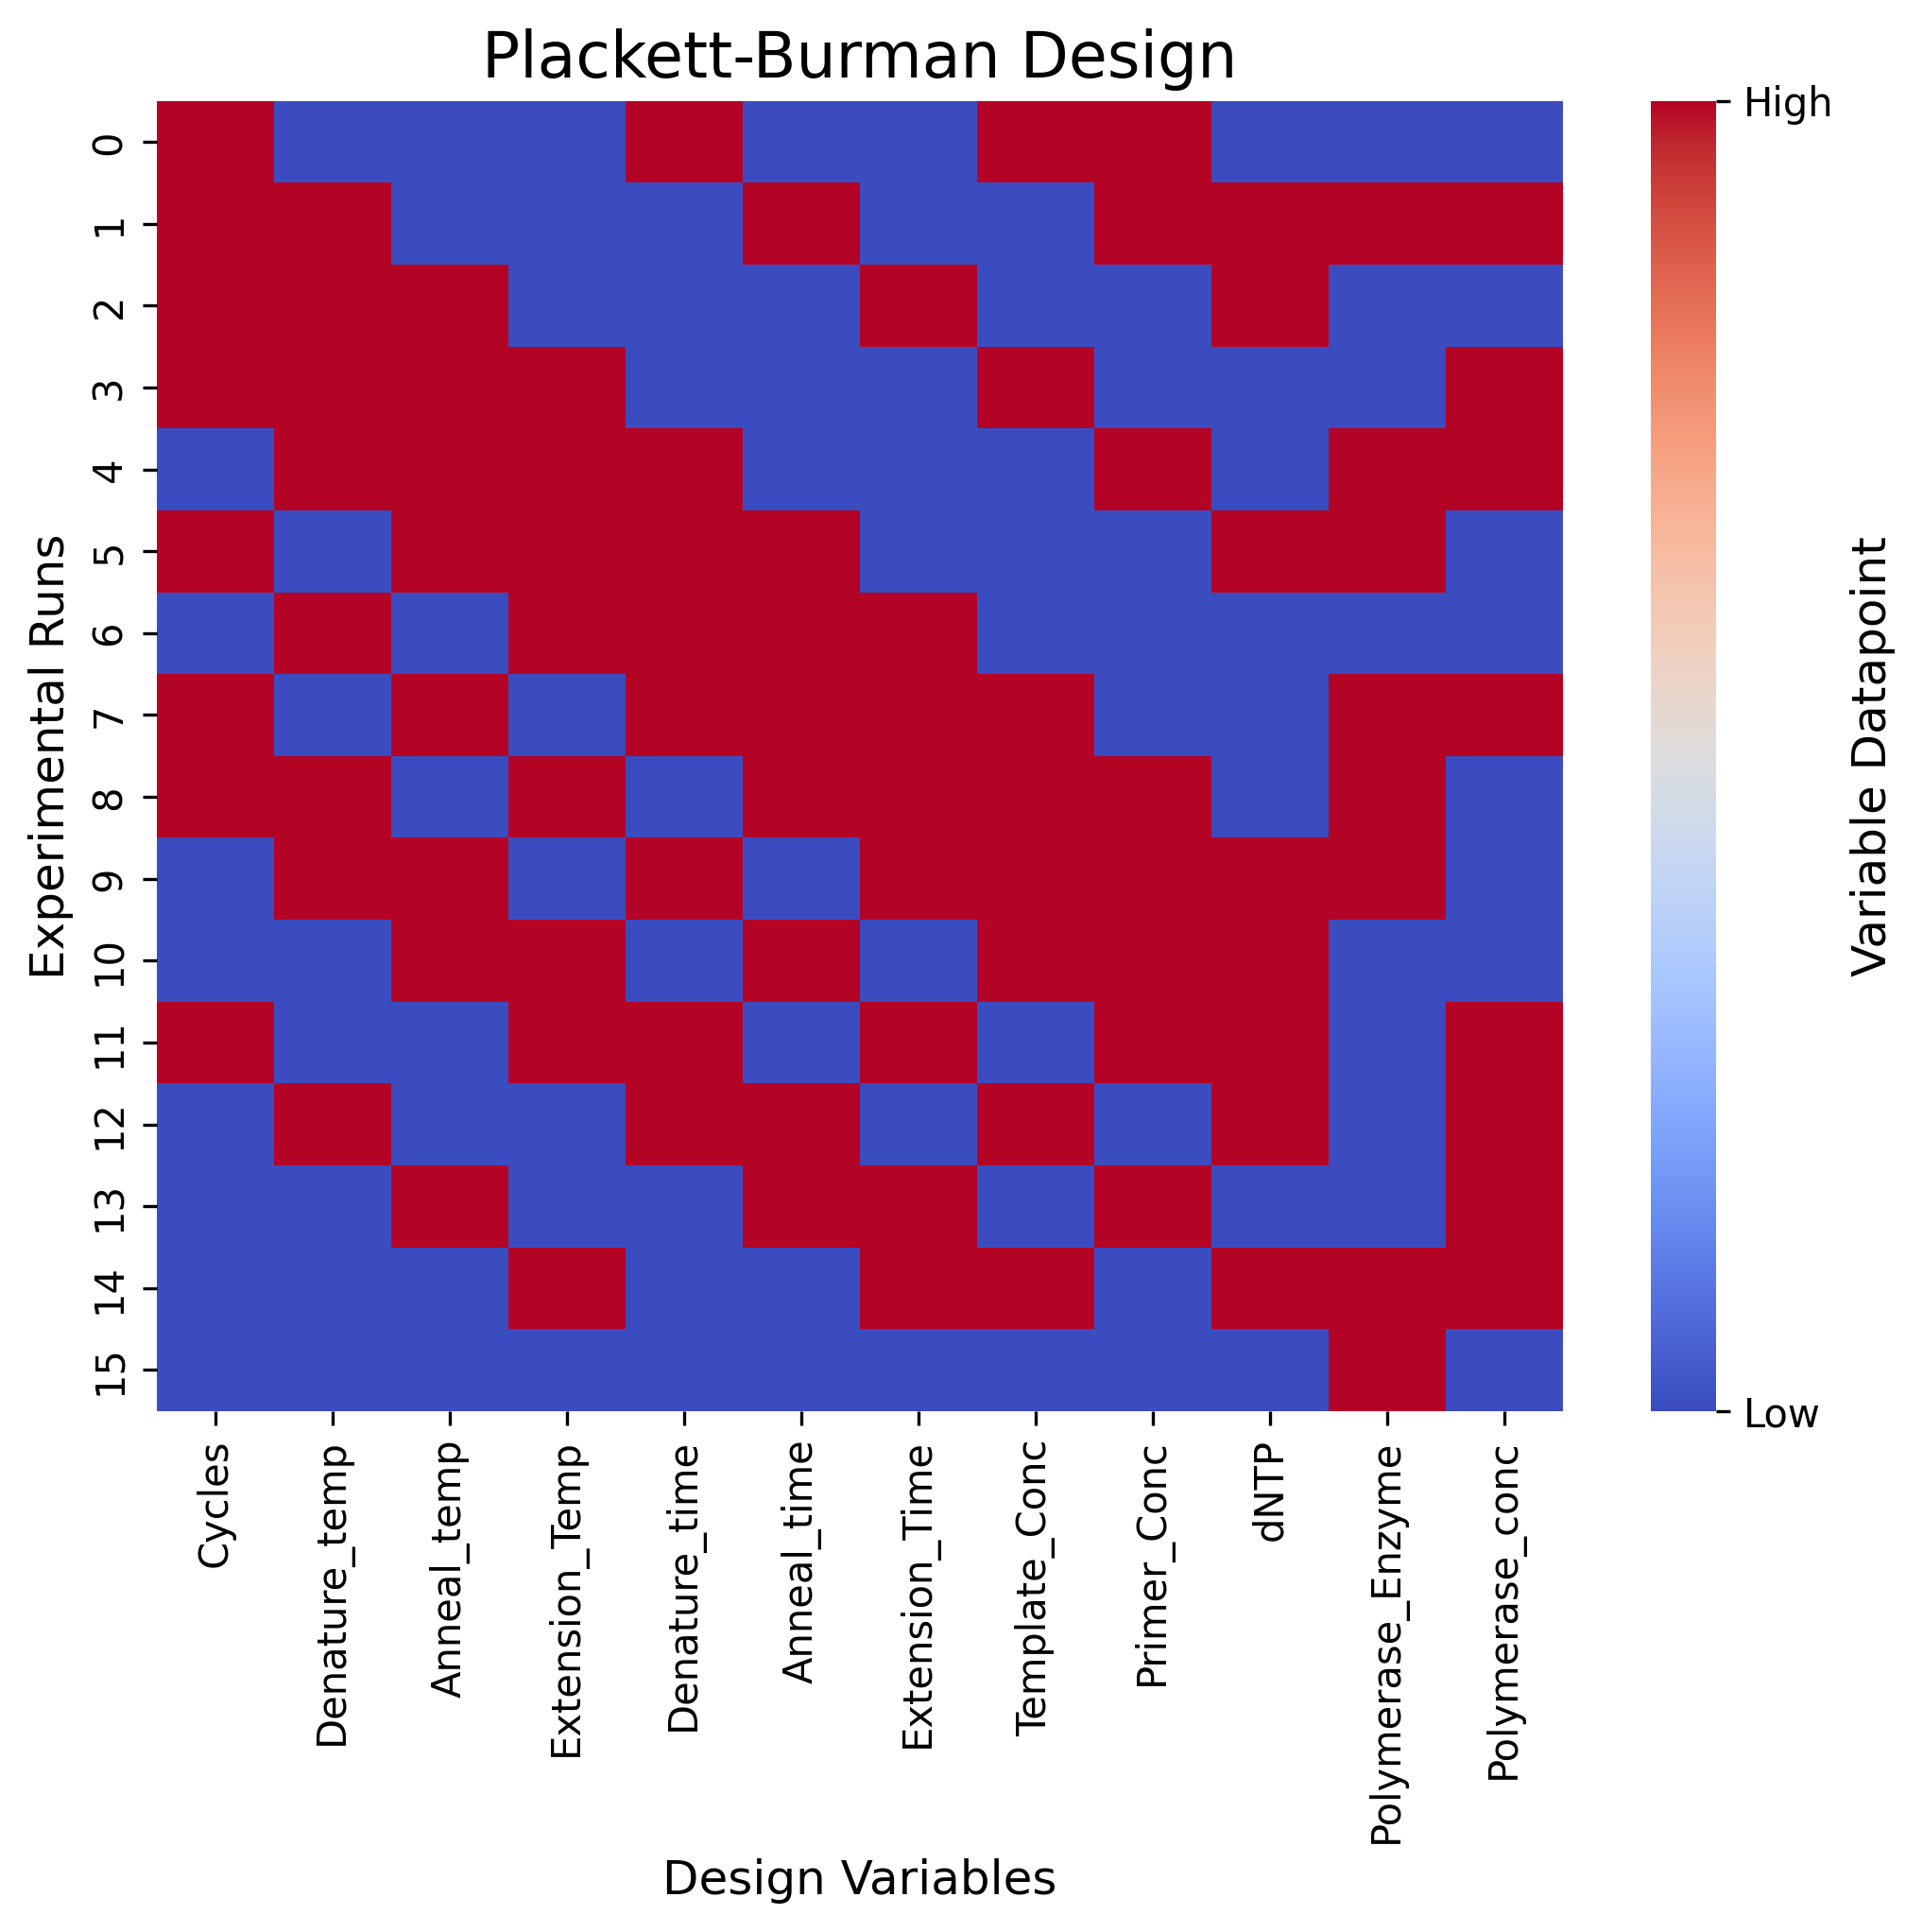 Plackett-Burman Design
High
Experimental Runs
0
1
2
3
4
5
6
7
8
9
10
11
12
13
14
15
Variable Datapoint
Low
Cycles
Denature_temp
Anneal_temp
Extension_Temp
Denature_time
Anneal_time
Extension_Time
Template_Conc
Primer_Conc
dNTP
Polymerase_Enzyme
Polymerase_conc
Design Variables